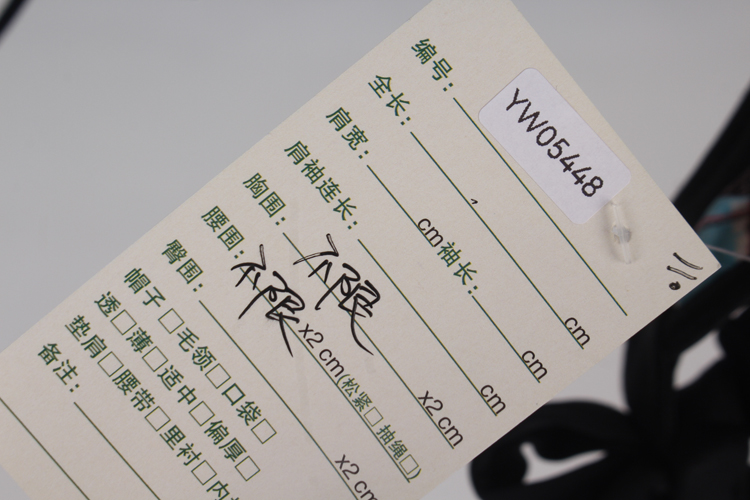 编号: YW05448
全长: cm
肩宽: cm 袖长: cm
肩袖连长: cm
胸围: 不限 x2 cm
腰围: 不限 x2 cm(松紧□ 抽绳□)
臀围: x2 cm
帽子□毛领□口袋□
透□薄□适中□偏厚□
垫肩□腰带□里衬□内
备注: